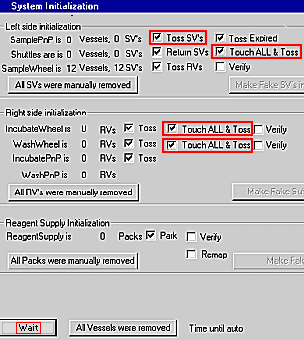 System Initialization
Left side initialization
SamplePnP is 0 Vessels, 0 SV's Toss SV's Toss Expired
Shuttles are is 0 Vessels, 0 SV's Return SVs Touch ALL & Toss
SampleWheel is 12 Vessels, 12 SV's Toss RVs Verify
All SVs were manually removed Make Fake SV's in
Right side initialization
IncubateWheel is 0 RVs Toss Touch ALL & Toss Verify
WashWheel is 0 RVs Toss Touch ALL & Toss Verify
IncubatePnP is 0 RVs Toss
WashPnP is 0 RVs
All RV's were manually removed Make Fake
Reagent Supply Initialization
ReagentSupply is 0 Packs Park Verify
Remap
All Packs were manually removed Make Fake
Wait All Vessels were removed Time until auto